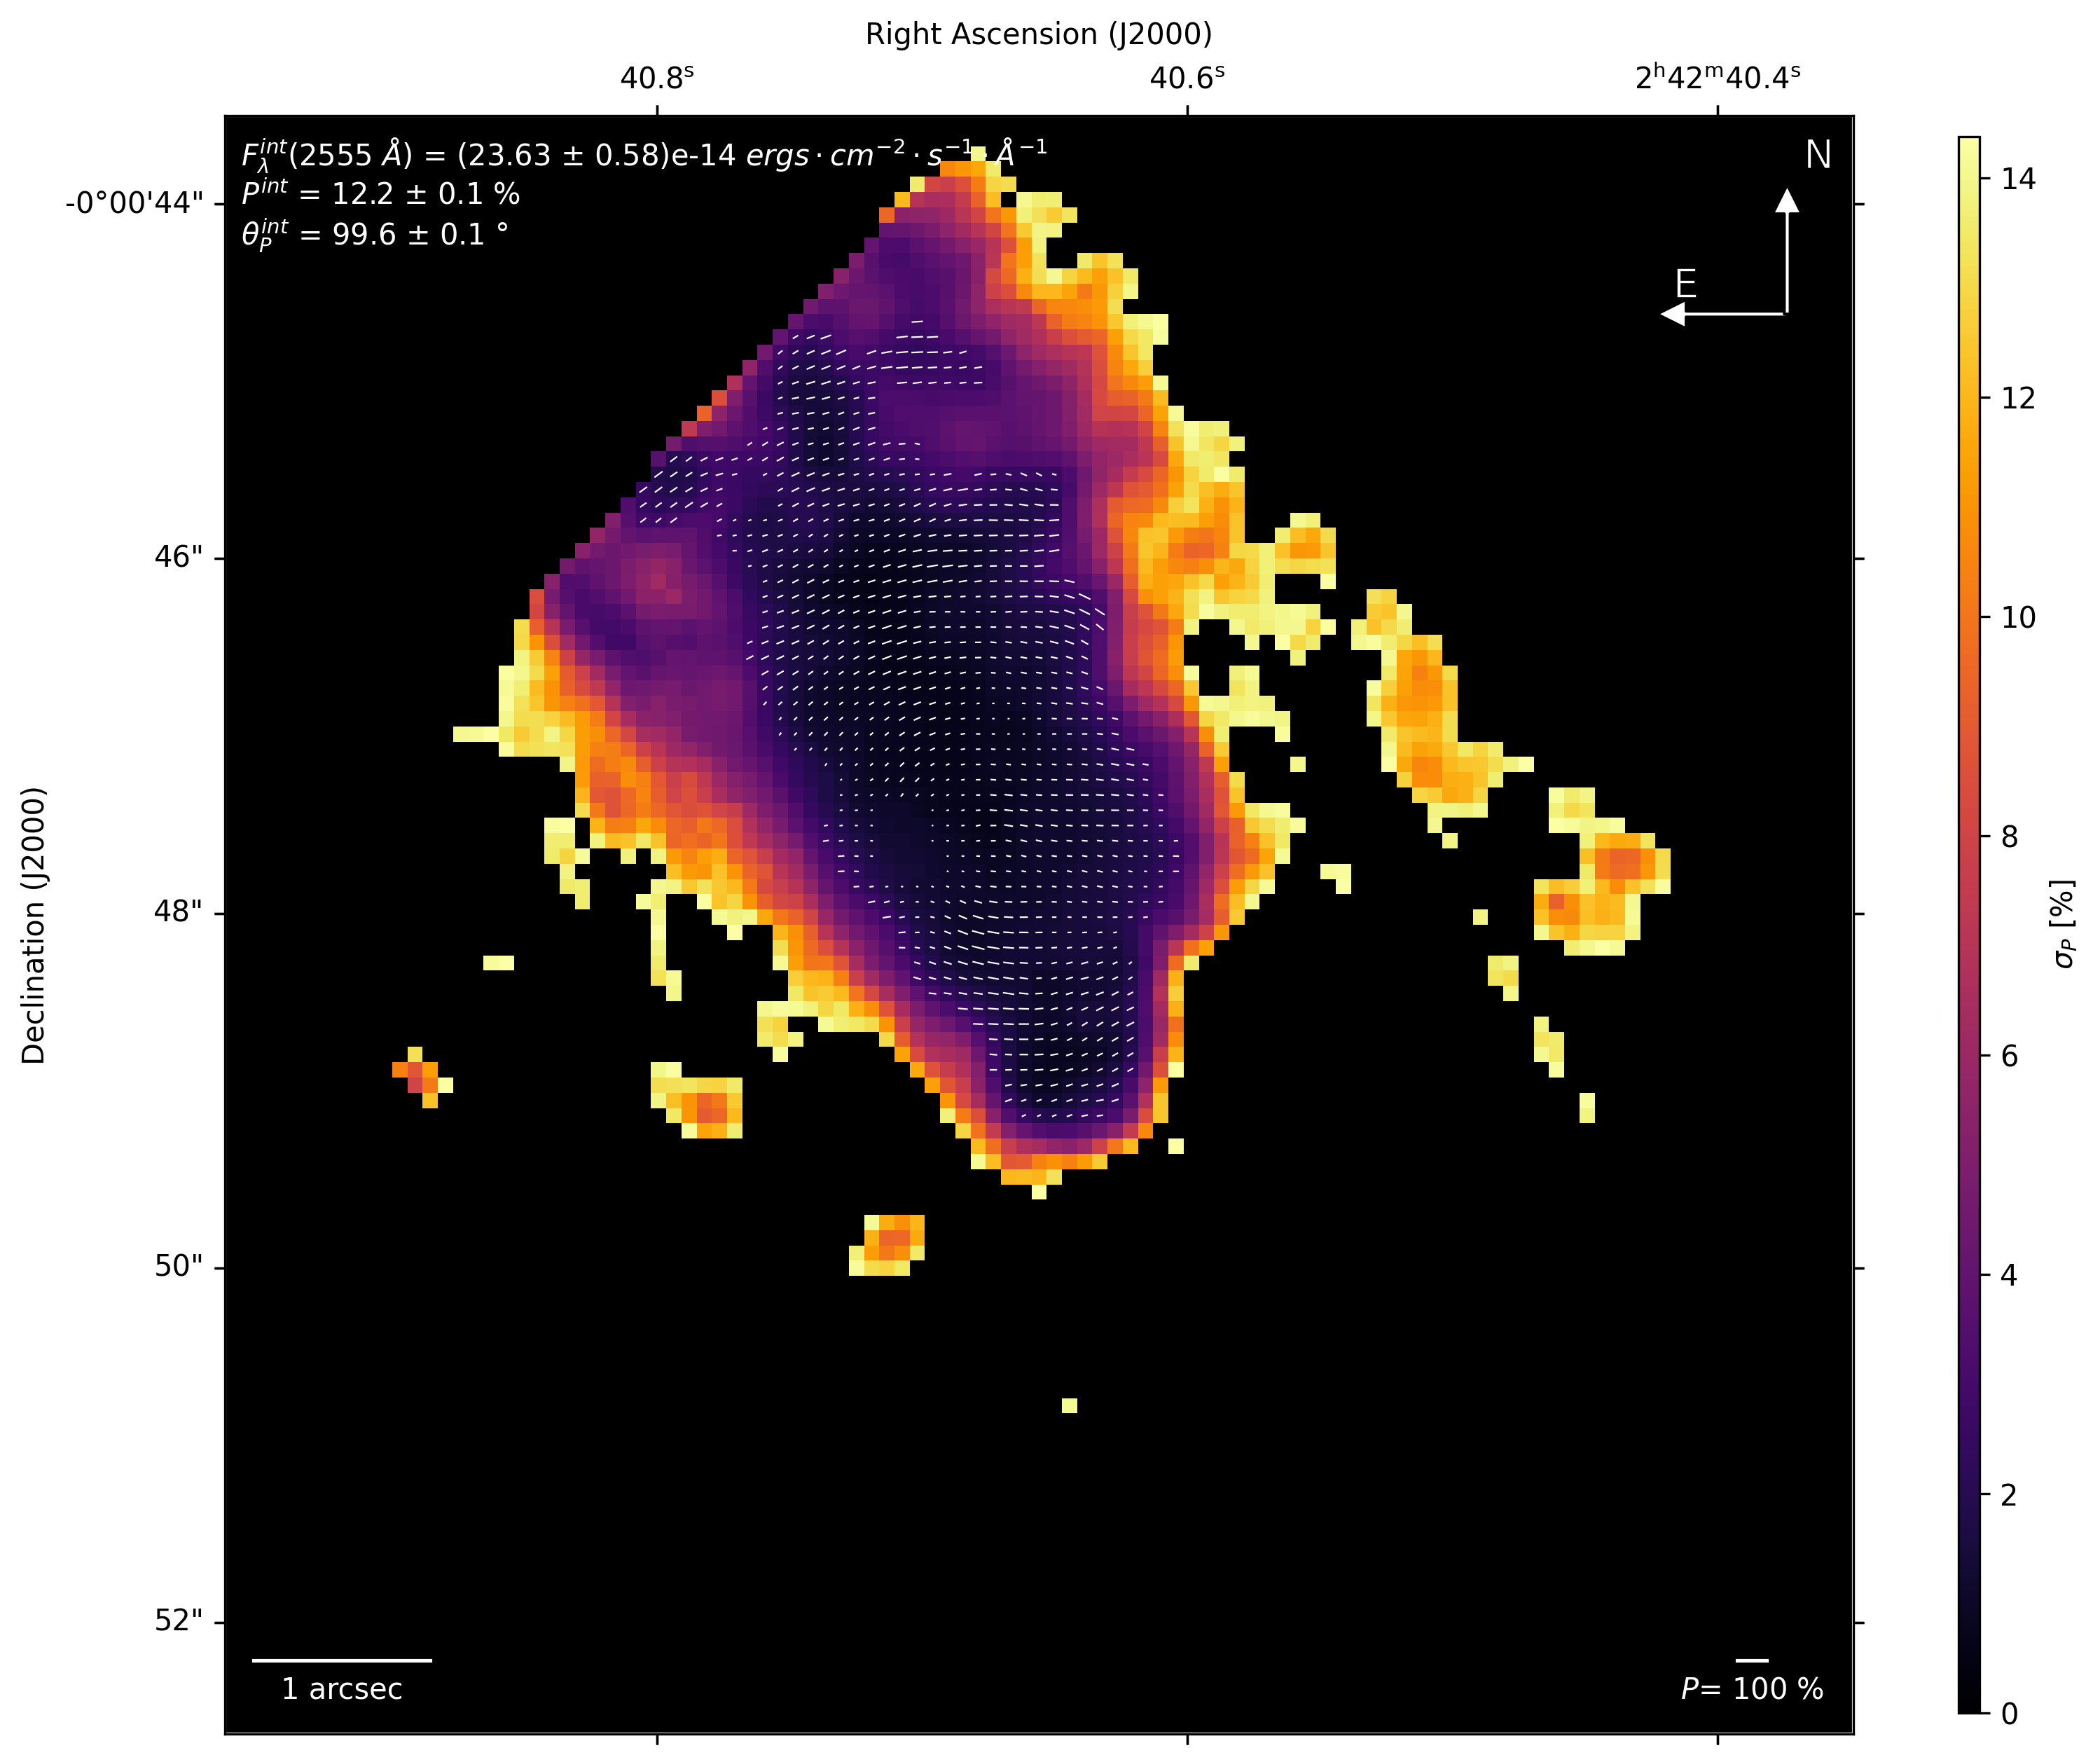 Right Ascension (J2000)
40.8ˢ 40.6ˢ 2ʰ42ᵐ40.4ˢ
F_λ^int(2555 Å) = (23.63 ± 0.58)e-14 ergs · cm⁻² · s⁻¹ · Å⁻¹
P^int = 12.2 ± 0.1 %
θ_P^int = 99.6 ± 0.1 °
N
E
-0°00'44"
46"
48"
50"
52"
Declination (J2000)
1 arcsec
P= 100 %
14
12
10
8
6
4
2
0
σ_P [%]